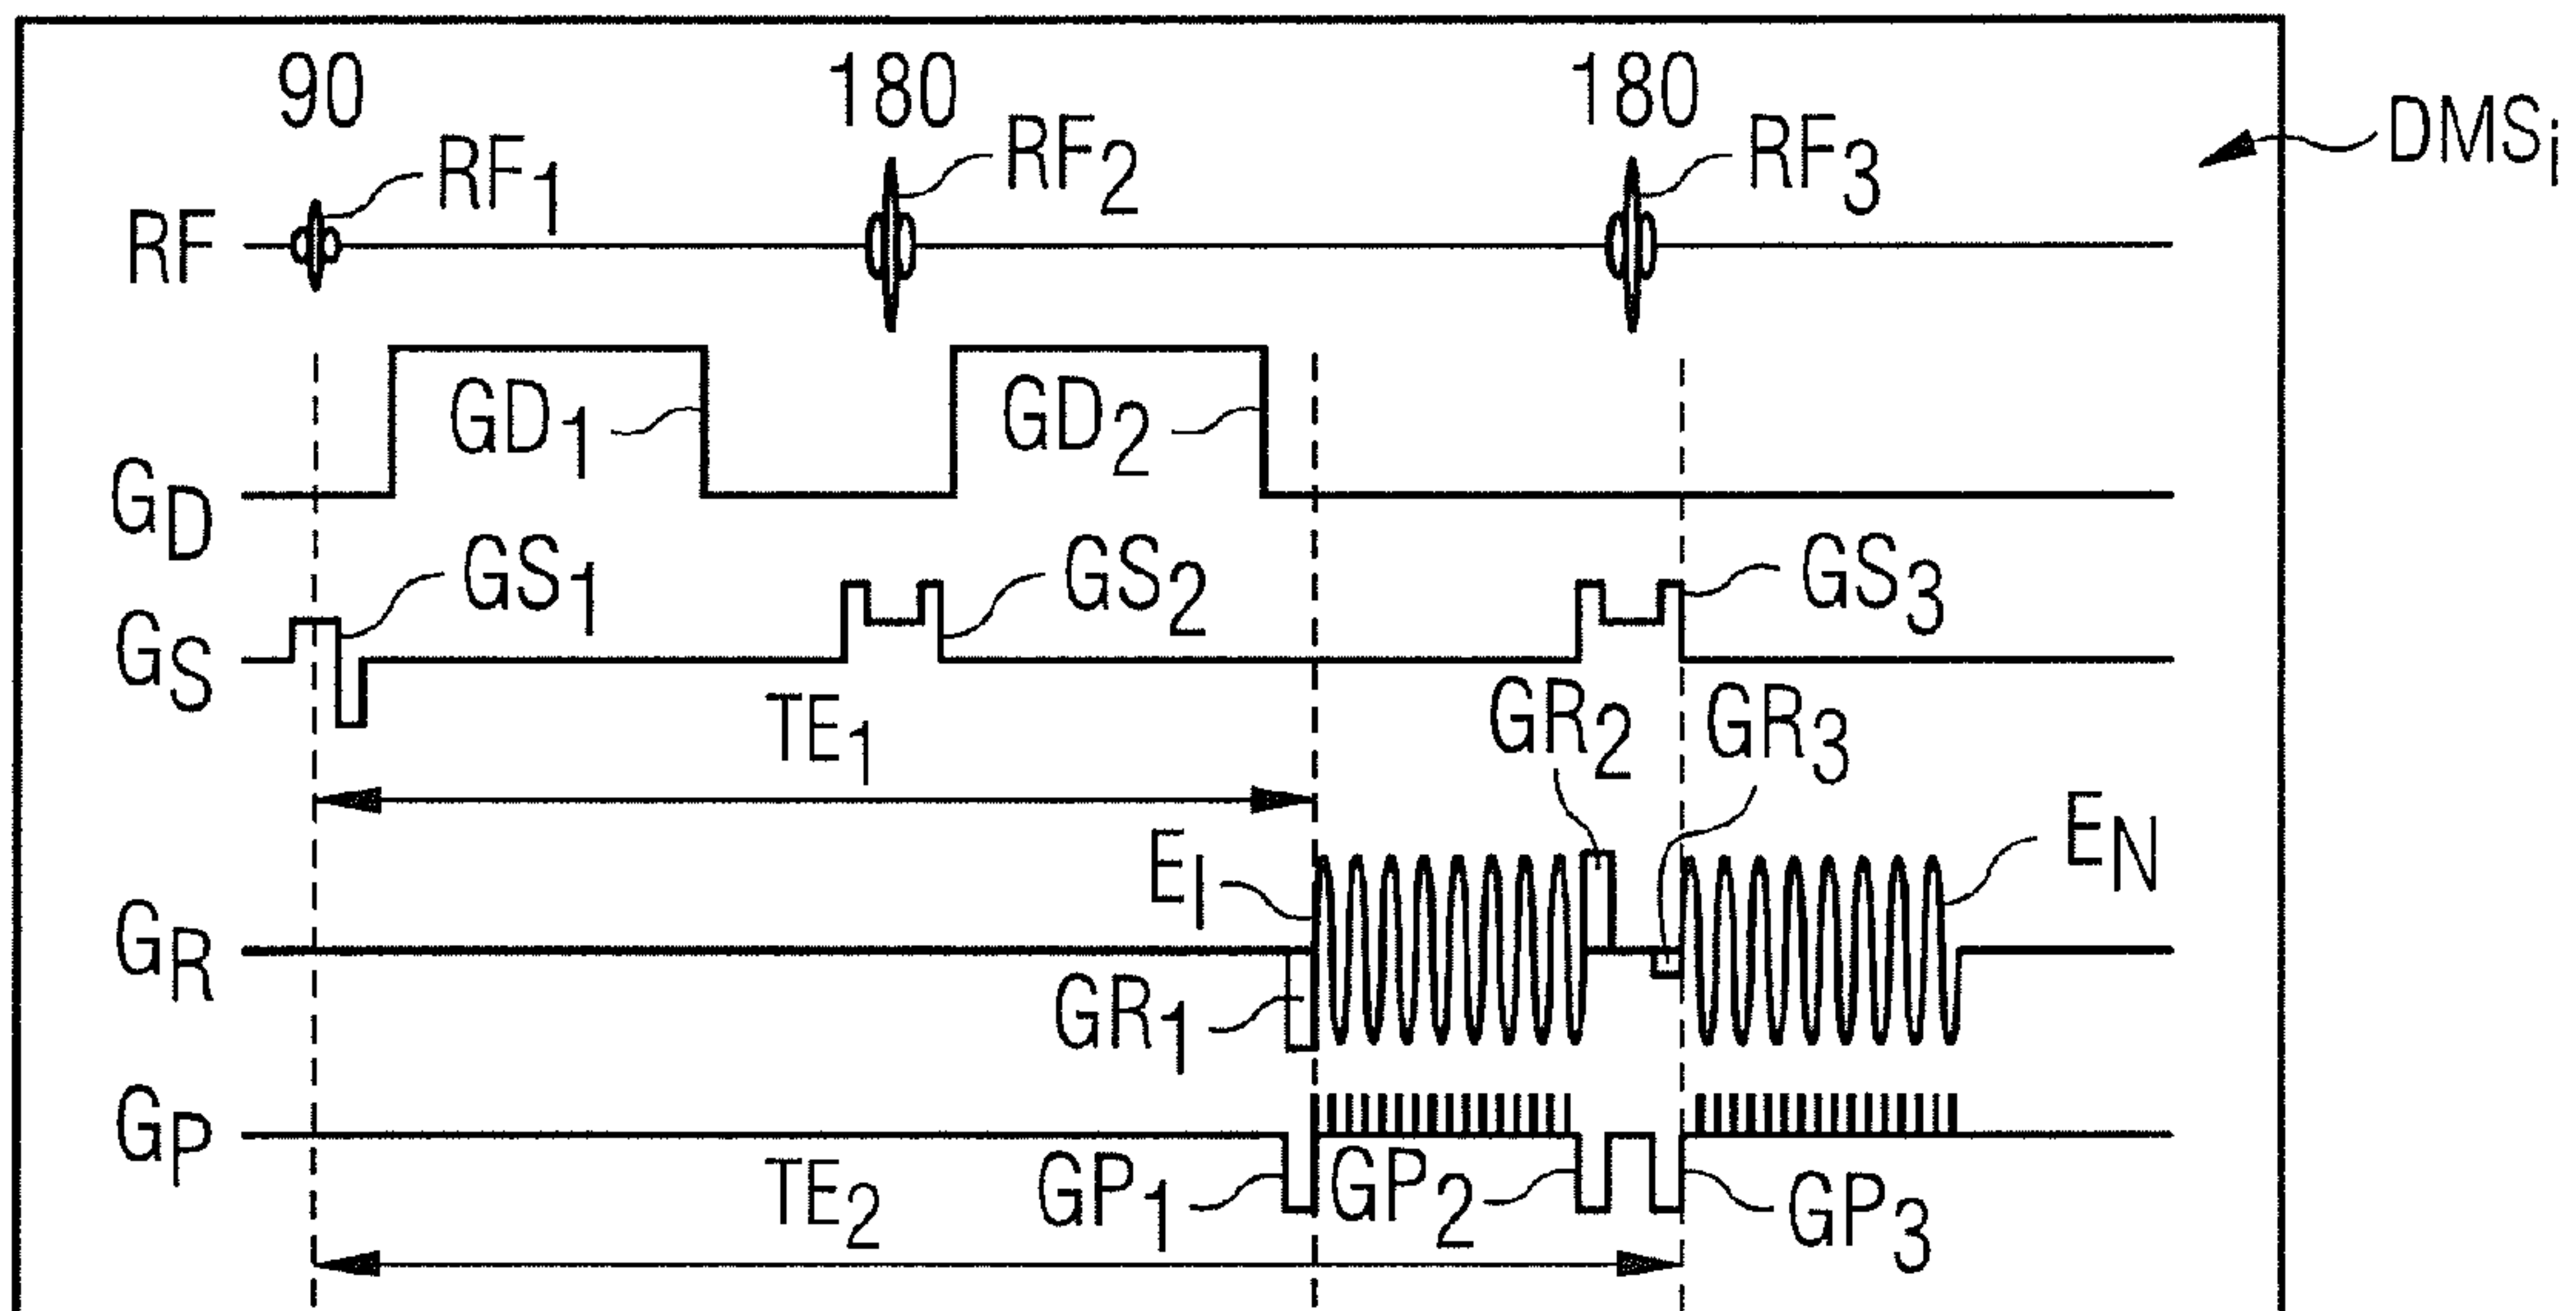 90 180 180
DMSi
RF1 RF2 RF3
RF
GD1 GD2
GD
GS1 GS2 GS3
GS
TE1 GR2 GR3
EI EN
GR
GR1
GP
TE2 GP1 GP2 GP3